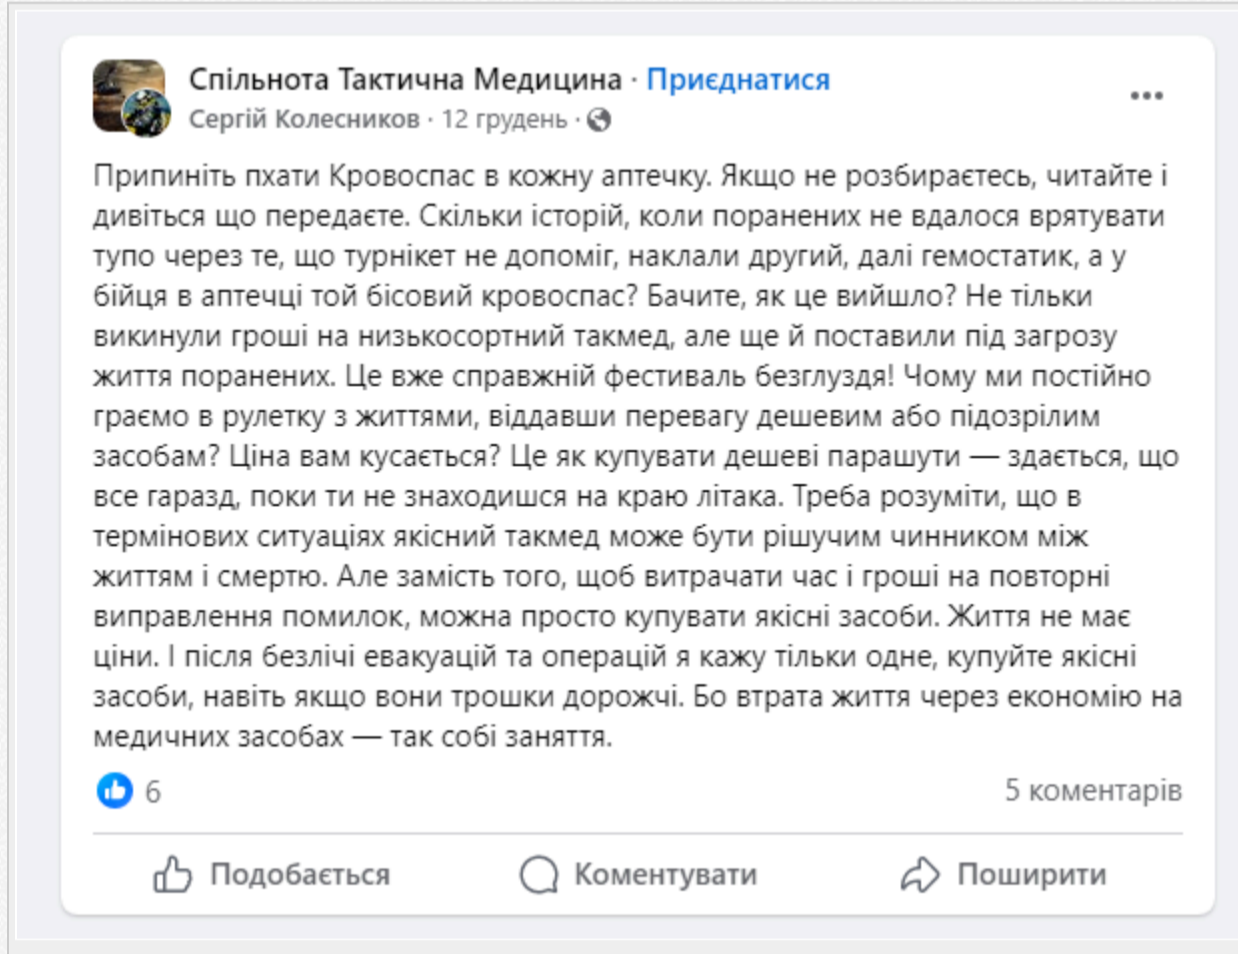 Спільнота Тактична Медицина · Приєднатися
Сергій Колесников · 12 грудень ·
Припиніть пхати Кровоспас в кожну аптечку. Якщо не розбираєтесь, читайте і
дивіться що передаєте. Скільки історій, коли поранених не вдалося врятувати
тупо через те, що турнікет не допоміг, наклали другий, далі гемостатик, а у
бійця в аптечці той бісовий кровоспас? Бачите, як це вийшло? Не тільки
викинули гроші на низькосортний такмед, але ще й поставили під загрозу
життя поранених. Це вже справжній фестиваль безглуздя! Чому ми постійно
граємо в рулетку з життями, віддавши перевагу дешевим або підозрілим
засобам? Ціна вам кусається? Це як купувати дешеві парашути — здається, що
все гаразд, поки ти не знаходишся на краю літака. Треба розуміти, що в
термінових ситуаціях якісний такмед може бути рішучим чинником між
життям і смертю. Але замість того, щоб витрачати час і гроші на повторні
виправлення помилок, можна просто купувати якісні засоби. Життя не має
ціни. І після безлічі евакуацій та операцій я кажу тільки одне, купуйте якісні
засоби, навіть якщо вони трошки дорожчі. Бо втрата життя через економію на
медичних засобах — так собі заняття.
6 5 коментарів
Подобається Коментувати Поширити